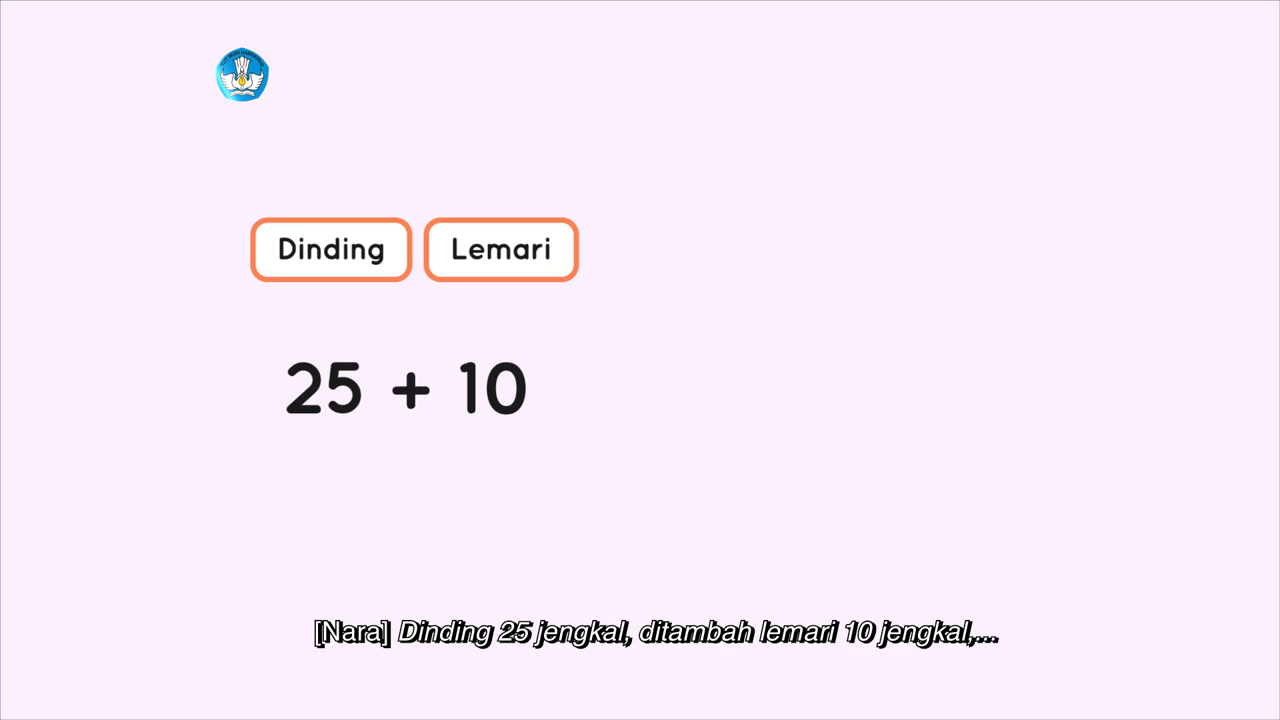 Dinding Lemari
25 + 10
[Nara] Dinding 25 jengkal, ditambah lemari 10 jengkal,...